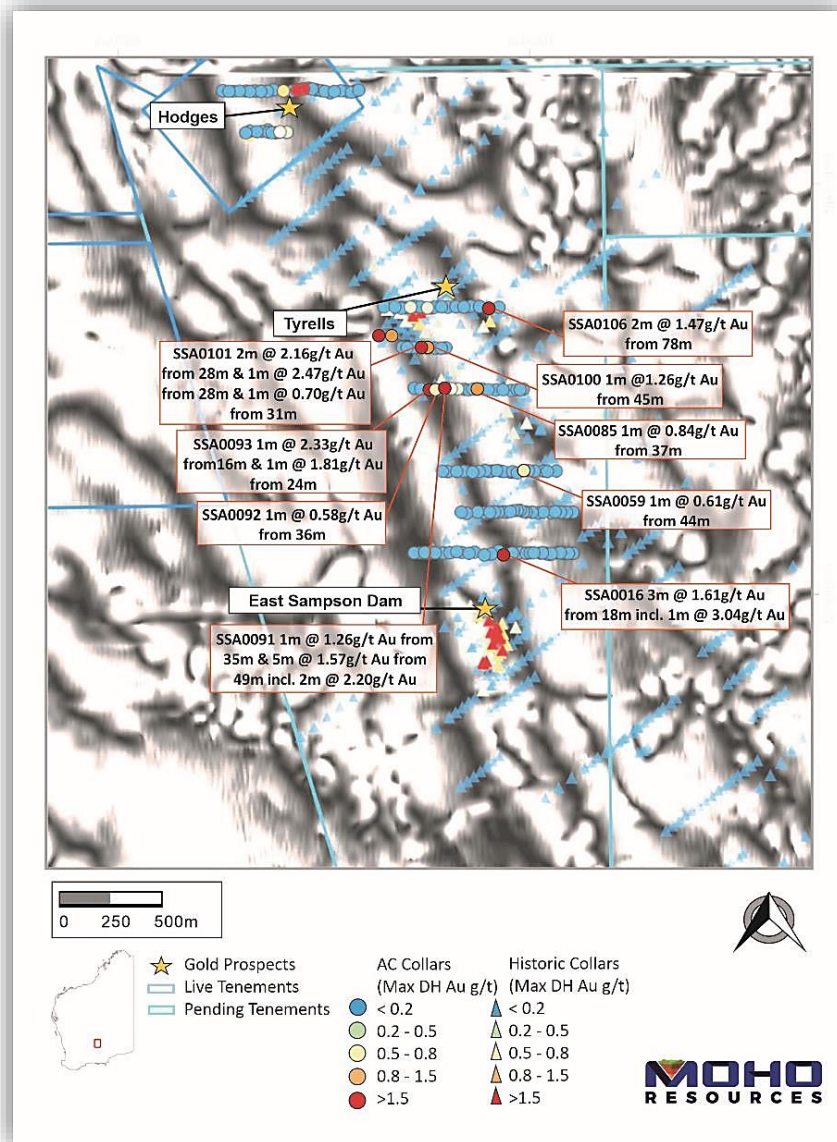 Hodges
Tyrells
SSA0106 2m @ 1.47g/t Au
from 78m
SSA0101 2m @ 2.16g/t Au
from 28m & 1m @ 2.47g/t Au
from 28m & 1m @ 0.70g/t Au
from 31m
SSA0100 1m @1.26g/t Au
from 45m
SSA0085 1m @ 0.84g/t Au
from 37m
SSA0093 1m @ 2.33g/t Au
from16m & 1m @ 1.81g/t Au
from 24m
SSA0059 1m @ 0.61g/t Au
from 44m
SSA0092 1m @ 0.58g/t Au
from 36m
East Sampson Dam
SSA0016 3m @ 1.61g/t Au
from 18m incl. 1m @ 3.04g/t Au
SSA0091 1m @ 1.26g/t Au from
35m & 5m @ 1.57g/t Au from
49m incl. 2m @ 2.20g/t Au
0 250 500m
Gold Prospects
Live Tenements
Pending Tenements
AC Collars
(Max DH Au g/t)
< 0.2
0.2 - 0.5
0.5 - 0.8
0.8 - 1.5
>1.5
Historic Collars
(Max DH Au g/t)
< 0.2
0.2 - 0.5
0.5 - 0.8
0.8 - 1.5
>1.5
MOHO
RESOURCES